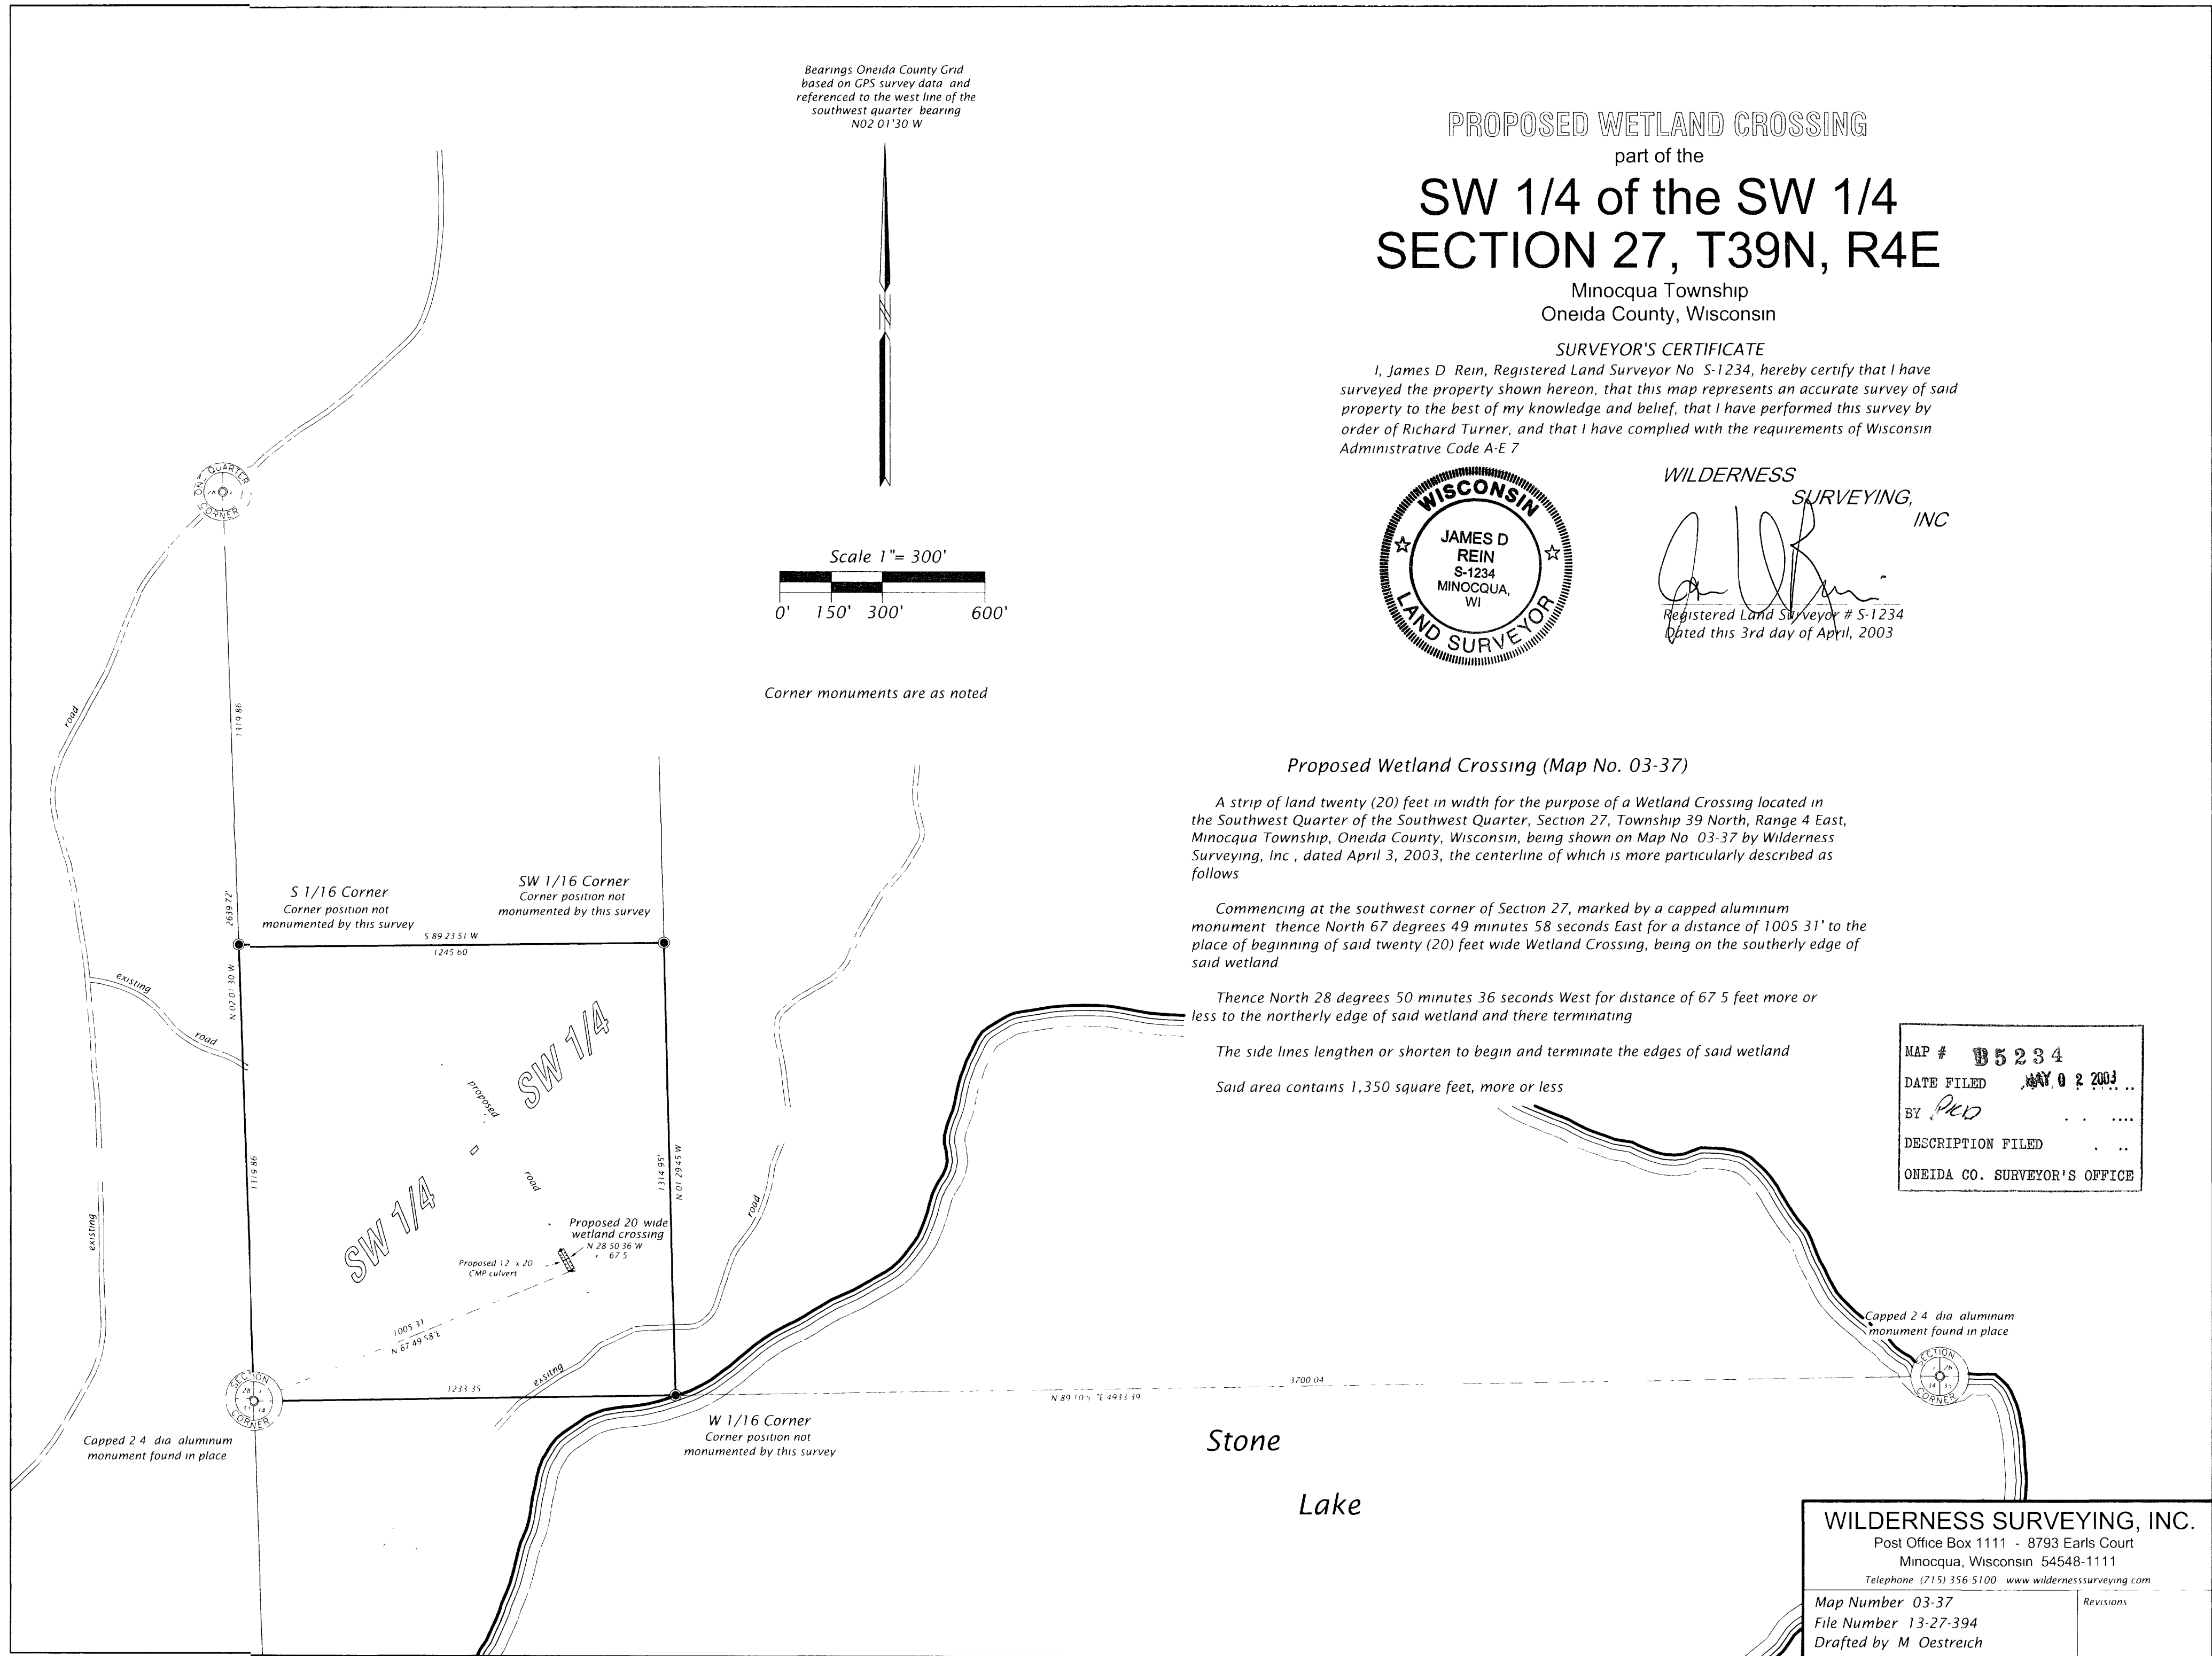 Bearings Oneida County Grid
based on GPS survey data and
referenced to the west line of the
southwest quarter bearing
N02 01'30 W
N
Scale 1"= 300'
0' 150' 300' 600'
Corner monuments are as noted
PROPOSED WETLAND CROSSING
part of the
SW 1/4 of the SW 1/4
SECTION 27, T39N, R4E
Minocqua Township
Oneida County, Wisconsin
SURVEYOR'S CERTIFICATE
I, James D Rein, Registered Land Surveyor No S-1234, hereby certify that I have
surveyed the property shown hereon, that this map represents an accurate survey of said
property to the best of my knowledge and belief, that I have performed this survey by
order of Richard Turner, and that I have complied with the requirements of Wisconsin
Administrative Code A-E 7
WISCONSIN
JAMES D
REIN
S-1234
MINOCQUA,
WI
LAND SURVEYOR
WILDERNESS
SURVEYING,
INC
Registered Land Surveyor # S-1234
Dated this 3rd day of April, 2003
Proposed Wetland Crossing (Map No. 03-37)
A strip of land twenty (20) feet in width for the purpose of a Wetland Crossing located in
the Southwest Quarter of the Southwest Quarter, Section 27, Township 39 North, Range 4 East,
Minocqua Township, Oneida County, Wisconsin, being shown on Map No 03-37 by Wilderness
Surveying, Inc , dated April 3, 2003, the centerline of which is more particularly described as
follows
Commencing at the southwest corner of Section 27, marked by a capped aluminum
monument thence North 67 degrees 49 minutes 58 seconds East for a distance of 1005 31' to the
place of beginning of said twenty (20) feet wide Wetland Crossing, being on the southerly edge of
said wetland
Thence North 28 degrees 50 minutes 36 seconds West for distance of 67 5 feet more or
less to the northerly edge of said wetland and there terminating
The side lines lengthen or shorten to begin and terminate the edges of said wetland
Said area contains 1,350 square feet, more or less
MAP # B5234
DATE FILED MAY 0 2 2003
BY
DESCRIPTION FILED
ONEIDA CO. SURVEYOR'S OFFICE
QUARTER
28
CORNER
road
1319 86
2639 72'
N 02 01 30 W
S 1/16 Corner
Corner position not
monumented by this survey
SW 1/16 Corner
Corner position not
monumented by this survey
S 89 23 51 W
1245 60
existing
road
proposed
road
SW 1/4
SW 1/4
1319 86
1314 95'
N 01 29 45 W
existing
road
Proposed 20 wide
wetland crossing
N 28 50 36 W
+ 67 5
Proposed 12 x 20
CMP culvert
1005 31
N 67 49 58 E
exsiting
1233 35
SECTION
28
CORNER
Capped 2 4 dia aluminum
monument found in place
W 1/16 Corner
Corner position not
monumented by this survey
3700 04
4933 39
Stone
Lake
Capped 2 4 dia aluminum
monument found in place
SECTION
CORNER
WILDERNESS SURVEYING, INC.
Post Office Box 1111 - 8793 Earls Court
Minocqua, Wisconsin 54548-1111
Telephone (715) 356 5100 www wildernesssurveying com
Map Number 03-37
File Number 13-27-394
Drafted by M Oestreich
Revisions